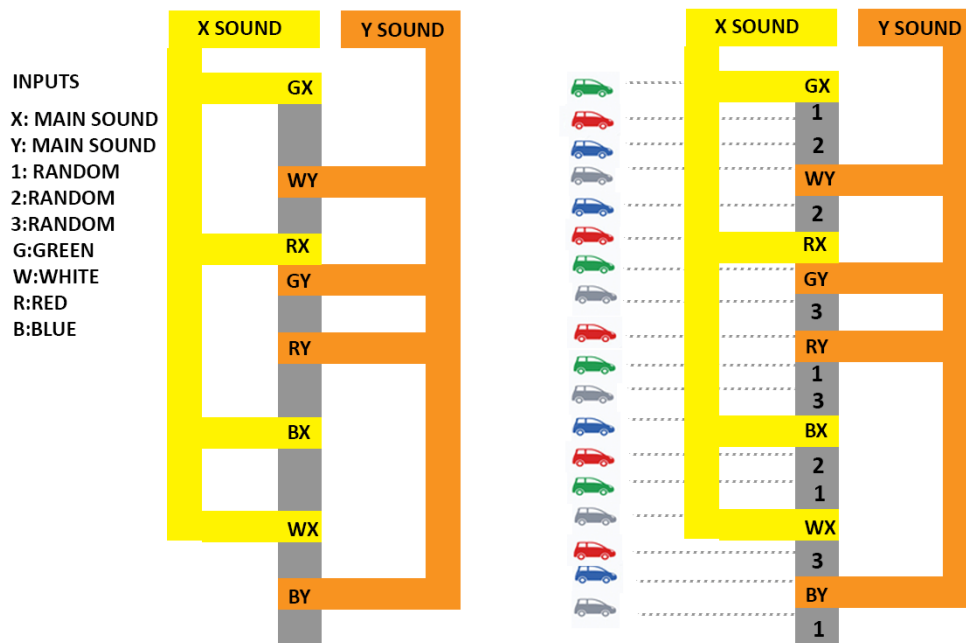 X SOUND
Y SOUND
INPUTS
X: MAIN SOUND
Y: MAIN SOUND
1: RANDOM
2:RANDOM
3:RANDOM
G:GREEN
W:WHITE
R:RED
B:BLUE
GX
WY
RX
GY
RY
BX
WX
BY
X SOUND
Y SOUND
GX
1
2
WY
2
RX
GY
3
RY
1
3
BX
2
1
WX
3
BY
1